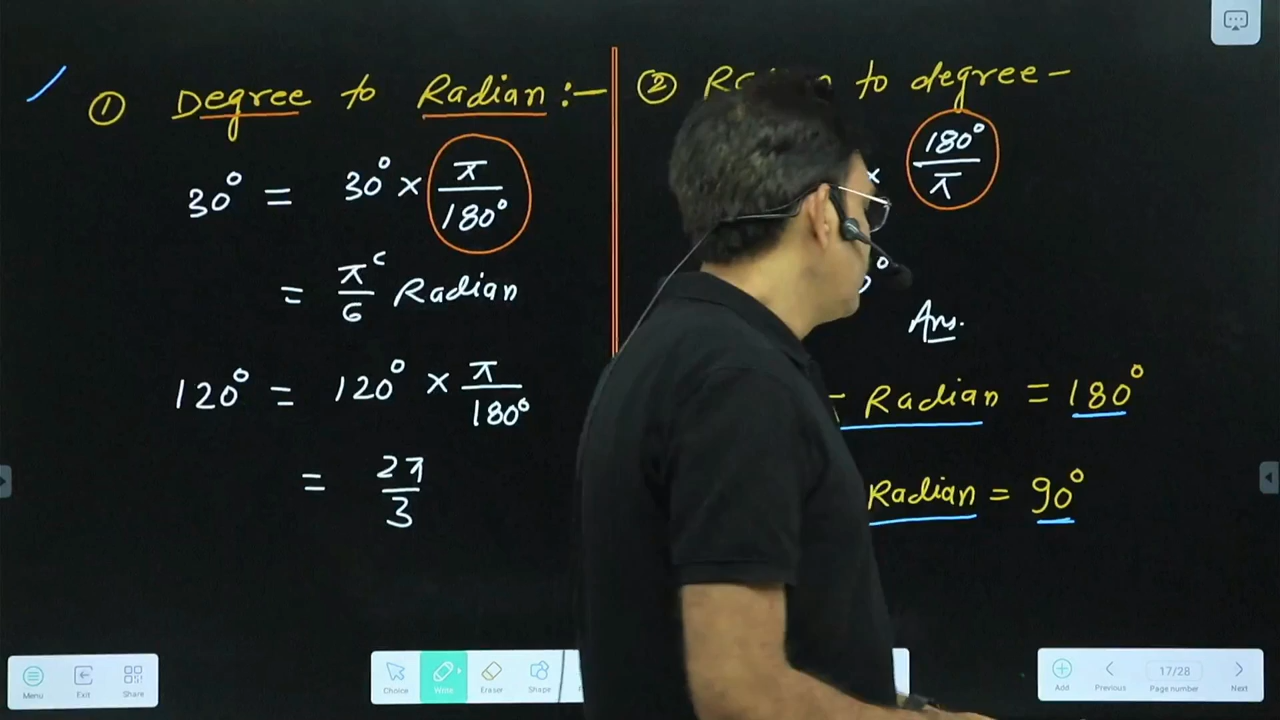 ① Degree to Radian :-
30° = 30° × π/180°
= π/6 ᶜ Radian
120° = 120° × π/180°
= 2π/3
② to degree-
× 180°/π
Ans.
Radian = 180°
Radian = 90°
Menu
Exit
Share
Choice
Write
Eraser
Shape
Add
Previous
17/28
Page number
Next